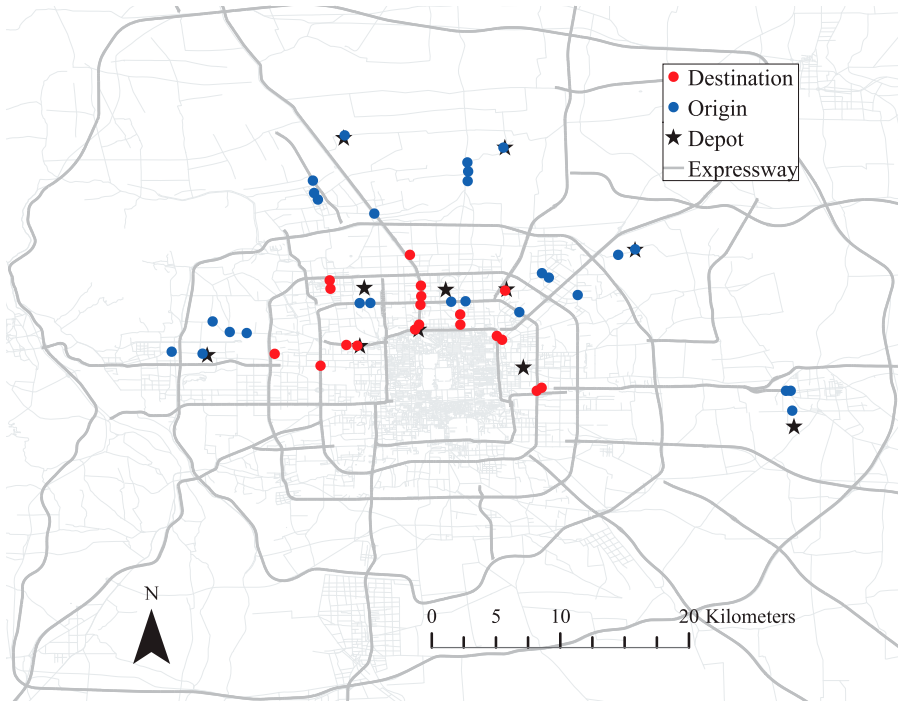 Destination
Origin
Depot
Expressway
N
0 5 10 20 Kilometers